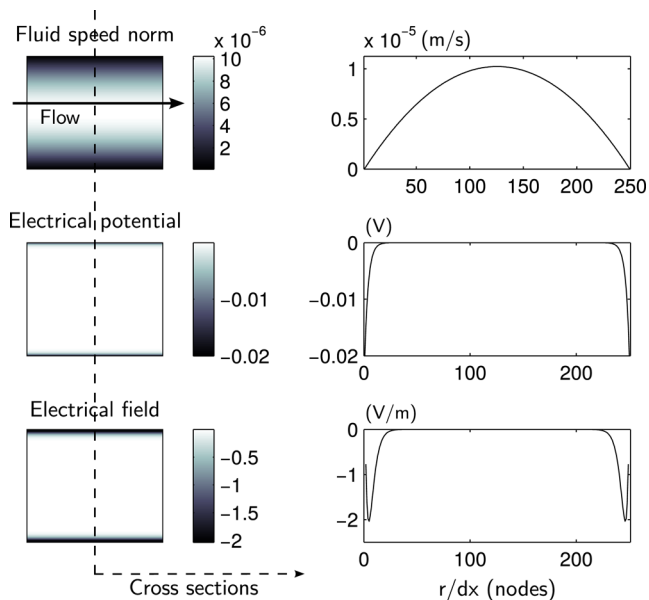 Fluid speed norm
x 10⁻⁶
10
8
6
4
2
Flow
x 10⁻⁵ (m/s)
1
0.5
0
50 100 150 200 250
Electrical potential
−0.01
−0.02
(V)
0
−0.01
−0.02
0 100 200
Electrical field
−0.5
−1
−1.5
−2
(V/m)
0
−1
−2
0 100 200
Cross sections
r/dx (nodes)